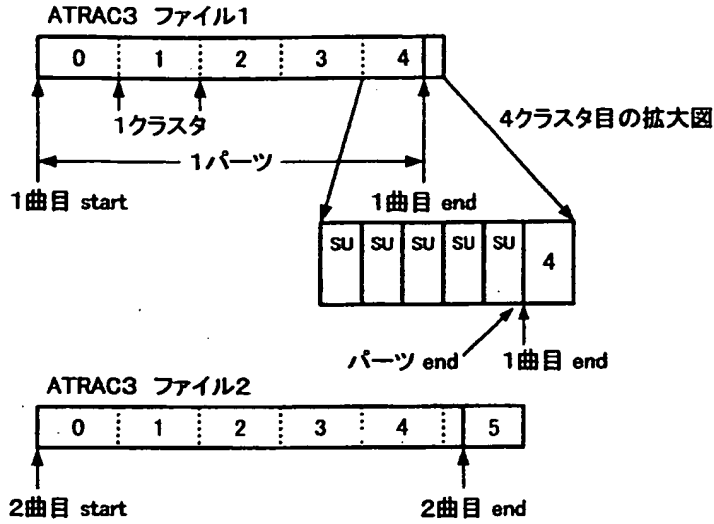 ATRAC3 ファイル1
0 1 2 3 4
1クラスタ
4クラスタ目の拡大図
1パーツ
1曲目 start
1曲目 end
SU SU SU SU SU 4
パーツ end
1曲目 end
ATRAC3 ファイル2
0 1 2 3 4 5
2曲目 start
2曲目 end